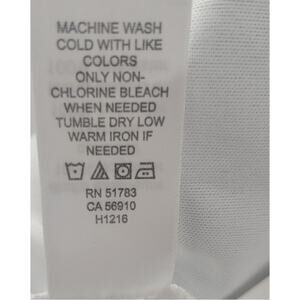 MACHINE WASH
COLD WITH LIKE
COLORS
ONLY NON-
CHLORINE BLEACH
WHEN NEEDED
TUMBLE DRY LOW
WARM IRON IF
NEEDED
RN 51783
CA 56910
H1216